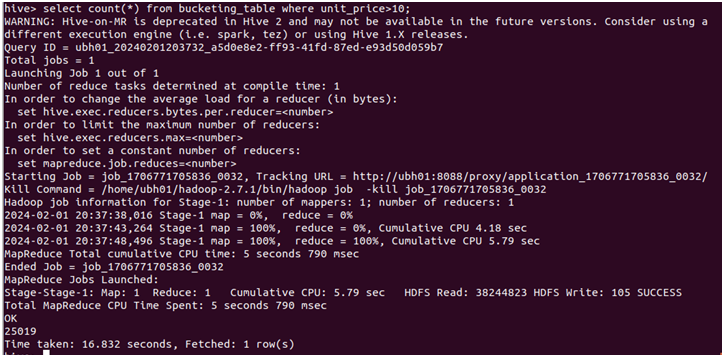 hive> select count(*) from bucketing_table where unit_price>10;
WARNING: Hive-on-MR is deprecated in Hive 2 and may not be available in the future versions. Consider using a
different execution engine (i.e. spark, tez) or using Hive 1.X releases.
Query ID = ubh01_20240201203732_a5d0e8e2-ff93-41fd-87ed-e93d50d059b7
Total jobs = 1
Launching Job 1 out of 1
Number of reduce tasks determined at compile time: 1
In order to change the average load for a reducer (in bytes):
  set hive.exec.reducers.bytes.per.reducer=<number>
In order to limit the maximum number of reducers:
  set hive.exec.reducers.max=<number>
In order to set a constant number of reducers:
  set mapreduce.job.reduces=<number>
Starting Job = job_1706771705836_0032, Tracking URL = http://ubh01:8088/proxy/application_1706771705836_0032/
Kill Command = /home/ubh01/hadoop-2.7.1/bin/hadoop job  -kill job_1706771705836_0032
Hadoop job information for Stage-1: number of mappers: 1; number of reducers: 1
2024-02-01 20:37:38,016 Stage-1 map = 0%,  reduce = 0%
2024-02-01 20:37:43,264 Stage-1 map = 100%,  reduce = 0%, Cumulative CPU 4.18 sec
2024-02-01 20:37:48,496 Stage-1 map = 100%,  reduce = 100%, Cumulative CPU 5.79 sec
MapReduce Total cumulative CPU time: 5 seconds 790 msec
Ended Job = job_1706771705836_0032
MapReduce Jobs Launched:
Stage-Stage-1: Map: 1  Reduce: 1   Cumulative CPU: 5.79 sec   HDFS Read: 38244823 HDFS Write: 105 SUCCESS
Total MapReduce CPU Time Spent: 5 seconds 790 msec
OK
25019
Time taken: 16.832 seconds, Fetched: 1 row(s)